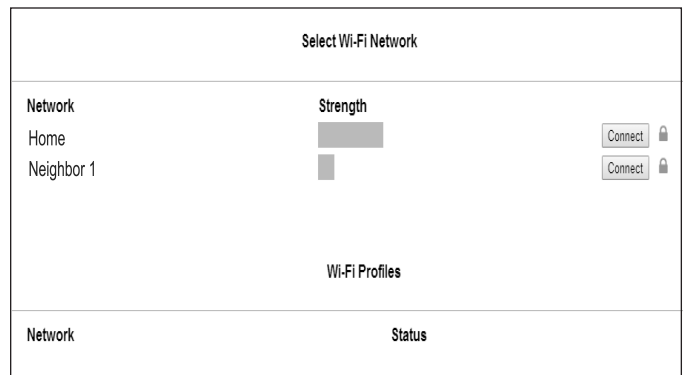 Select Wi-Fi Network
Network Strength
Home Connect
Neighbor 1 Connect
Wi-Fi Profiles
Network Status